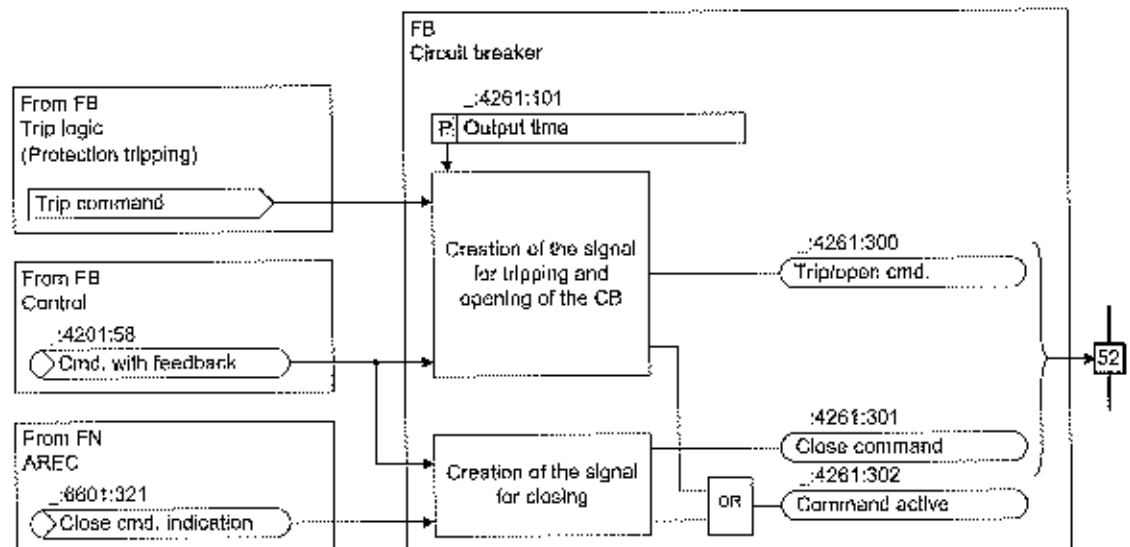 FB
Circuit breaker
_:4261:101
P Output time
From FB
Trip logic
(Protection tripping)
Trip command
Creation of the signal
for tripping and
opening of the CB
_:4261:300
Trip/open cmd.
From FB
Control
_:4201:58
Cmd. with feedback
52
From FN
AREC
_:6601:321
Close cmd. indication
Creation of the signal
for closing
_:4261:301
Close command
_:4261:302
OR
Command active